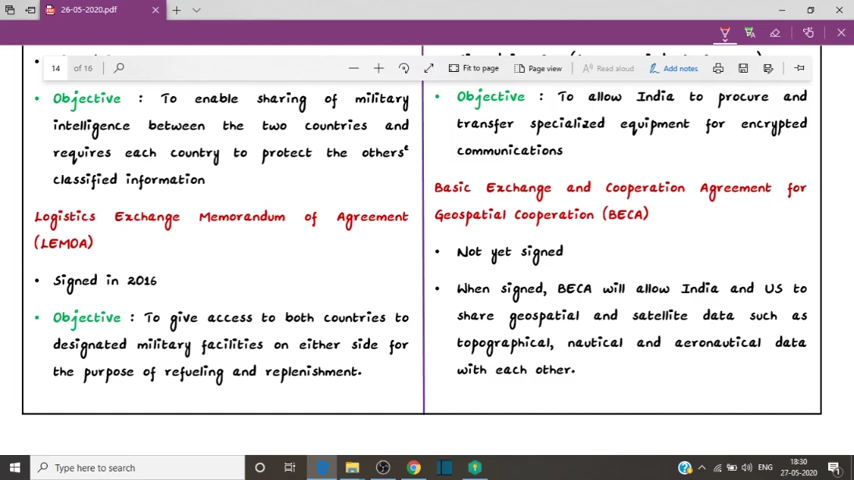 26-05-2020.pdf
14 of 16
Fit to page
Page view
Read aloud
Add notes
Objective : To enable sharing of military
intelligence between the two countries and
requires each country to protect the others'
classified information
Logistics Exchange Memorandum of Agreement
(LEMOA)
• Signed in 2016
• Objective : To give access to both countries to
designated military facilities on either side for
the purpose of refueling and replenishment.
• Objective : To allow India to procure and
transfer specialized equipment for encrypted
communications
Basic Exchange and Cooperation Agreement for
Geospatial Cooperation (BECA)
• Not yet signed
• When signed, BECA will allow India and US to
share geospatial and satellite data such as
topographical, nautical and aeronautical data
with each other.
Type here to search
ENG
18:30
27-05-2020
1